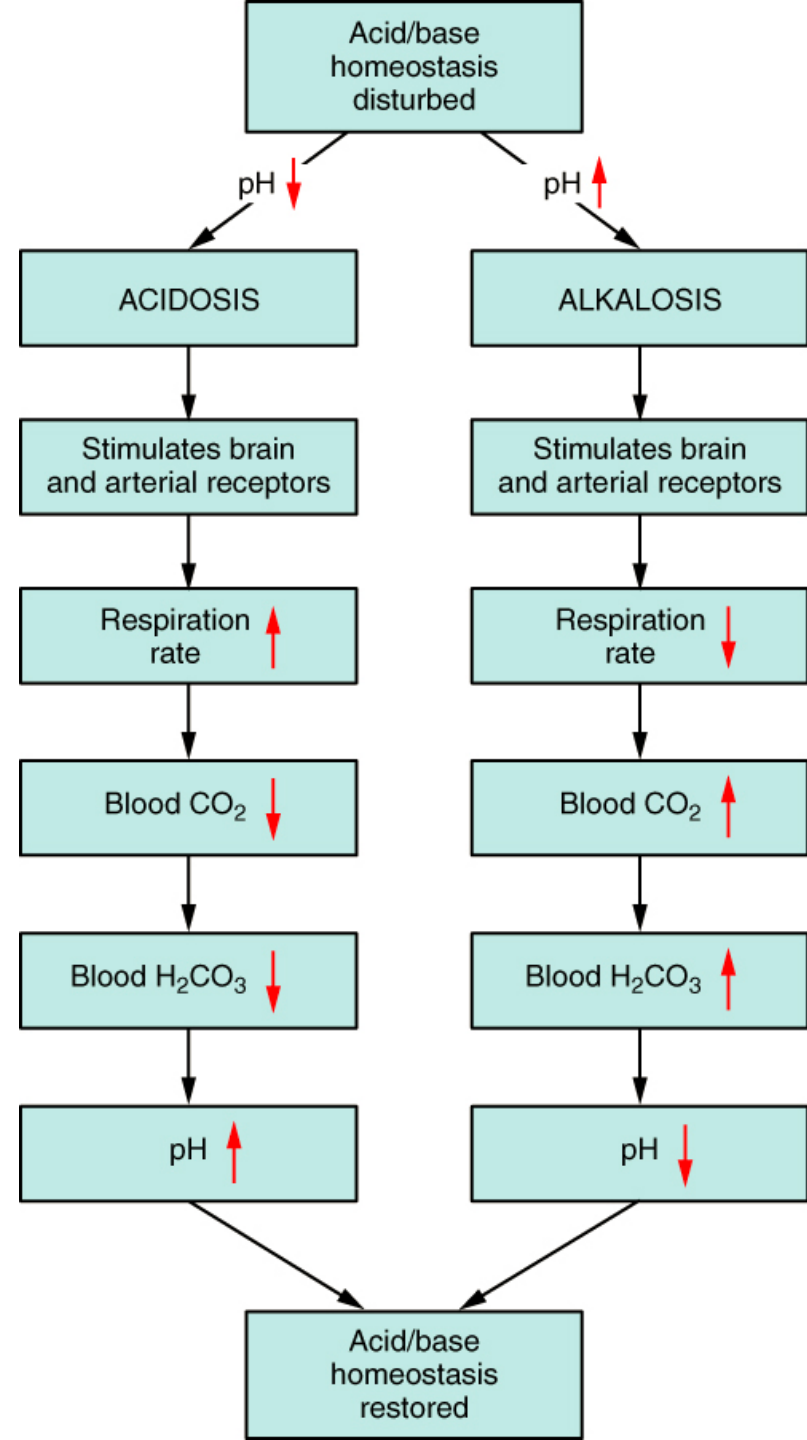 Acid/base
homeostasis
disturbed
pH
pH
ACIDOSIS
ALKALOSIS
Stimulates brain
and arterial receptors
Stimulates brain
and arterial receptors
Respiration
rate
Respiration
rate
Blood CO₂
Blood CO₂
Blood H₂CO₃
Blood H₂CO₃
pH
pH
Acid/base
homeostasis
restored